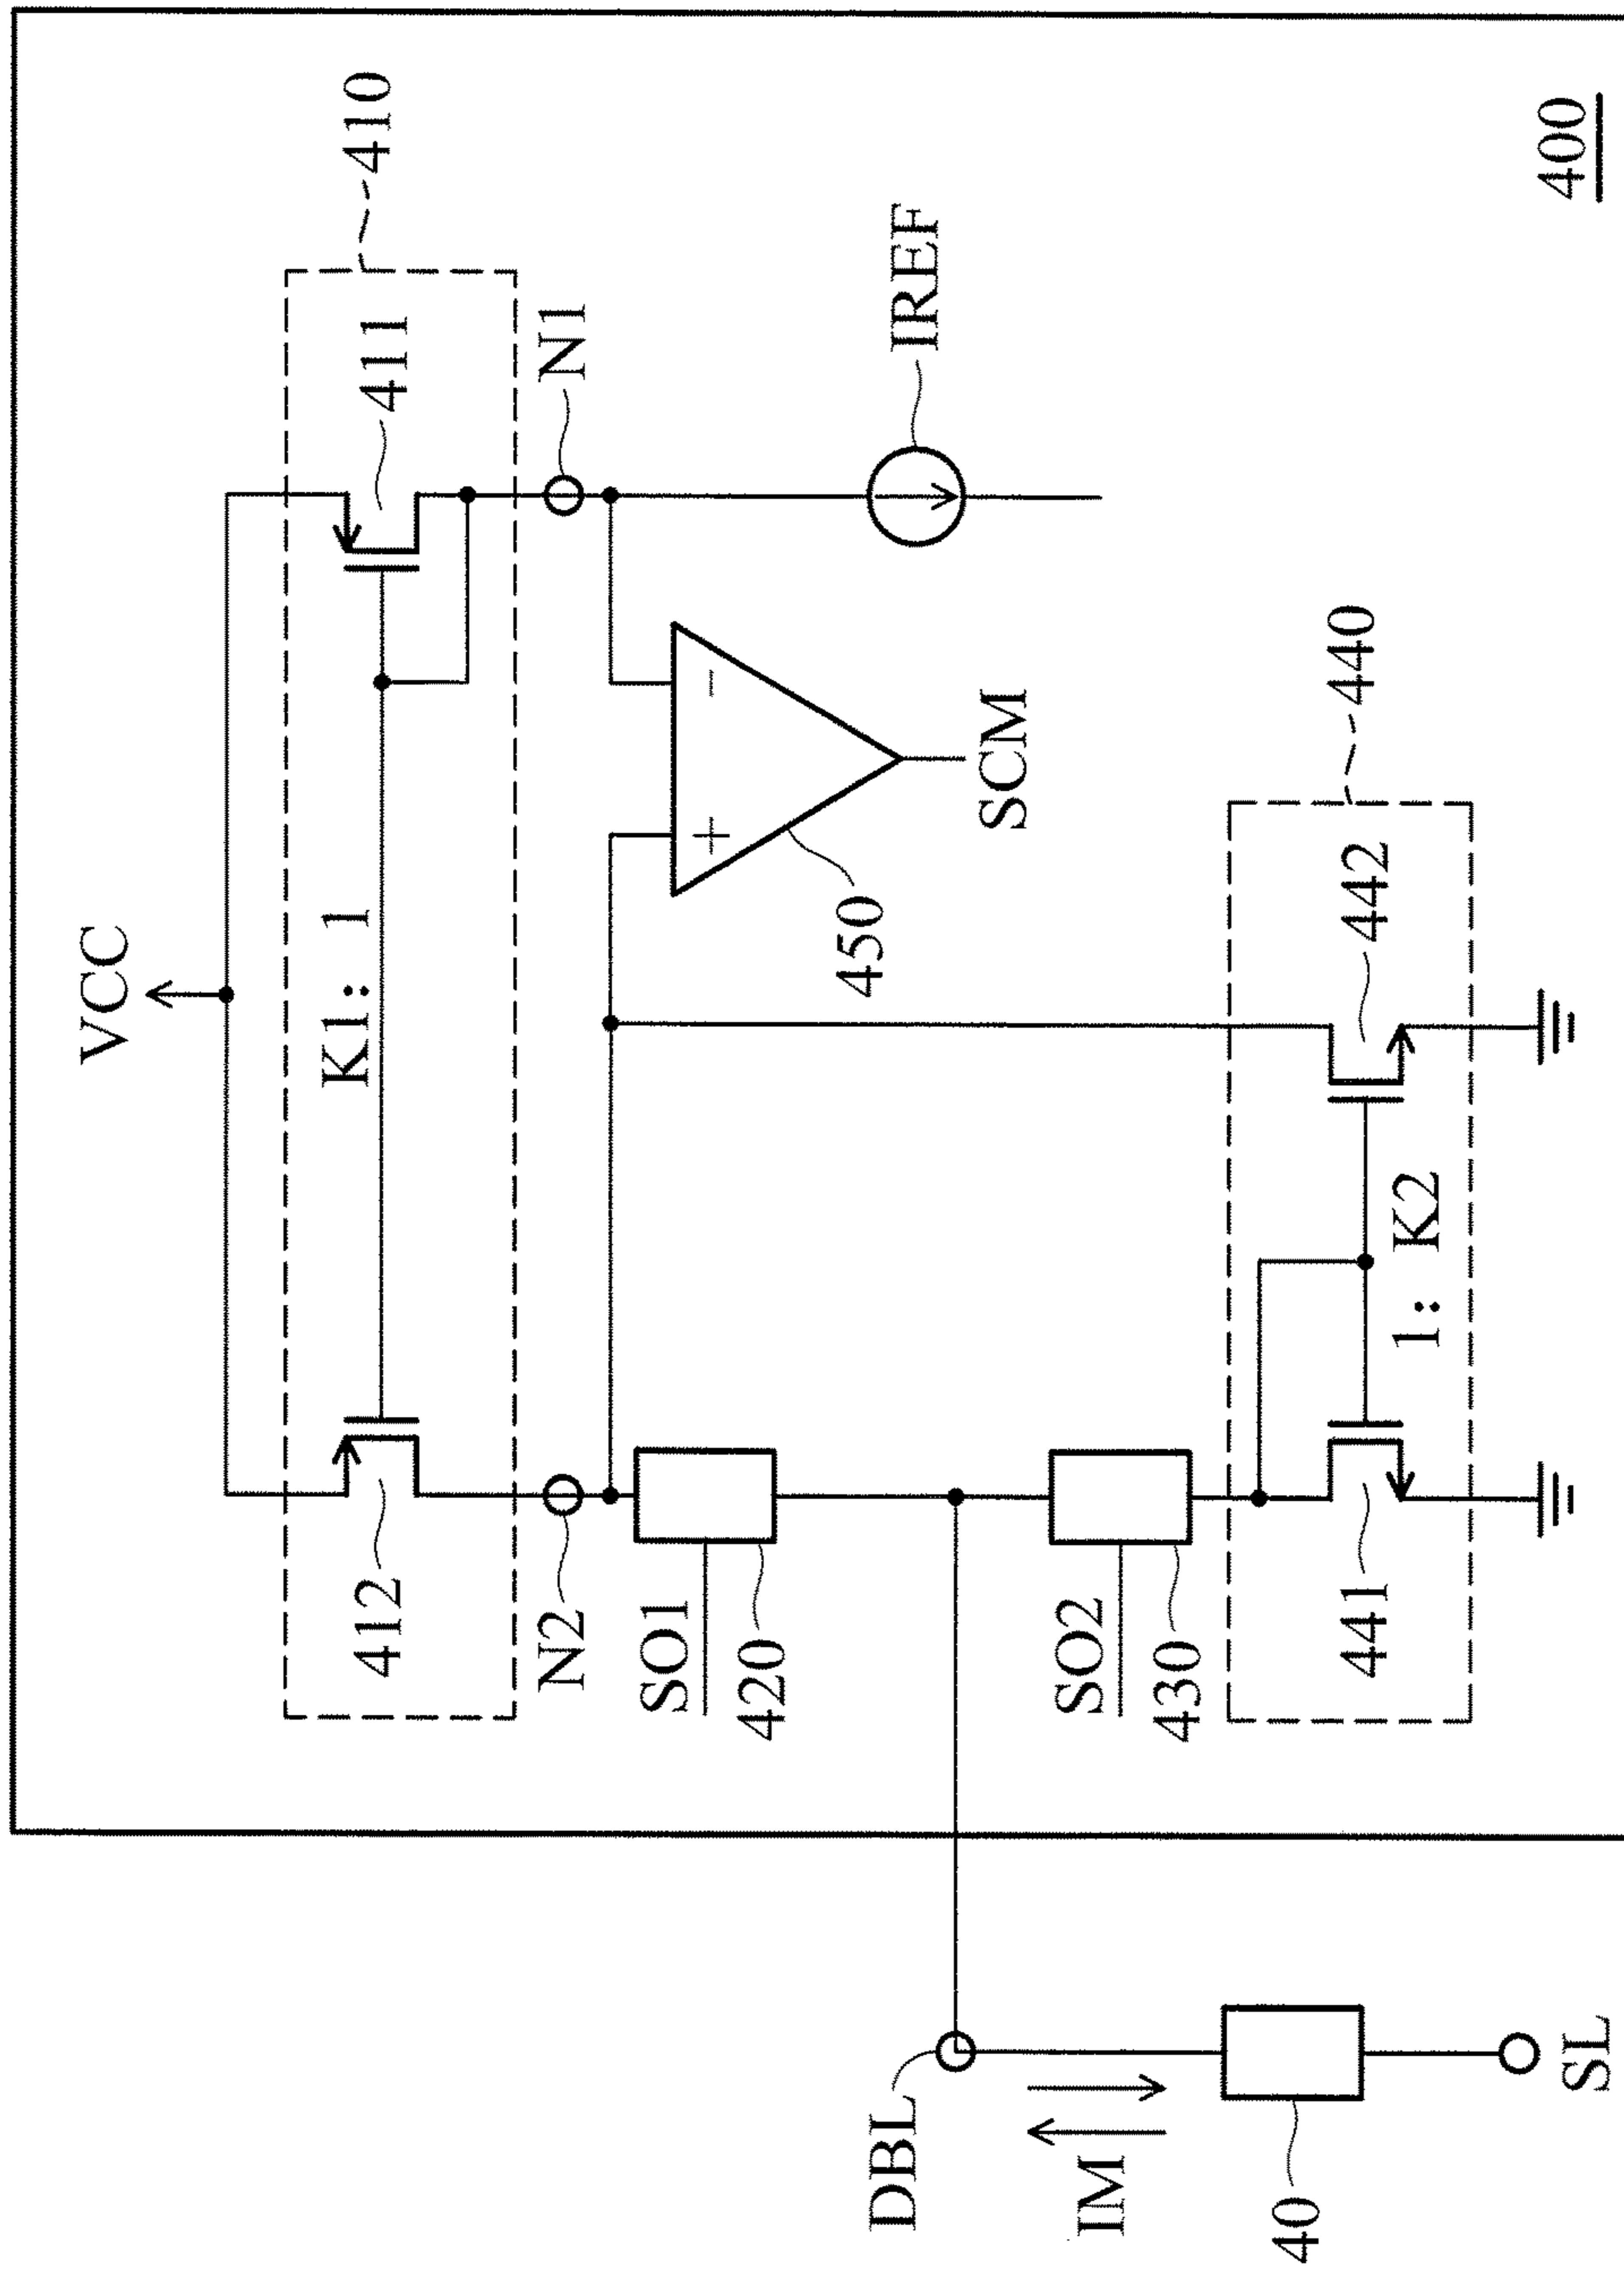 VCC
410
K1: 1
411
412
N1
N2
IREF
SO1
420
+
-
450
SCM
DBL
SO2
430
440
442
1: K2
441
IM
40
SL
400